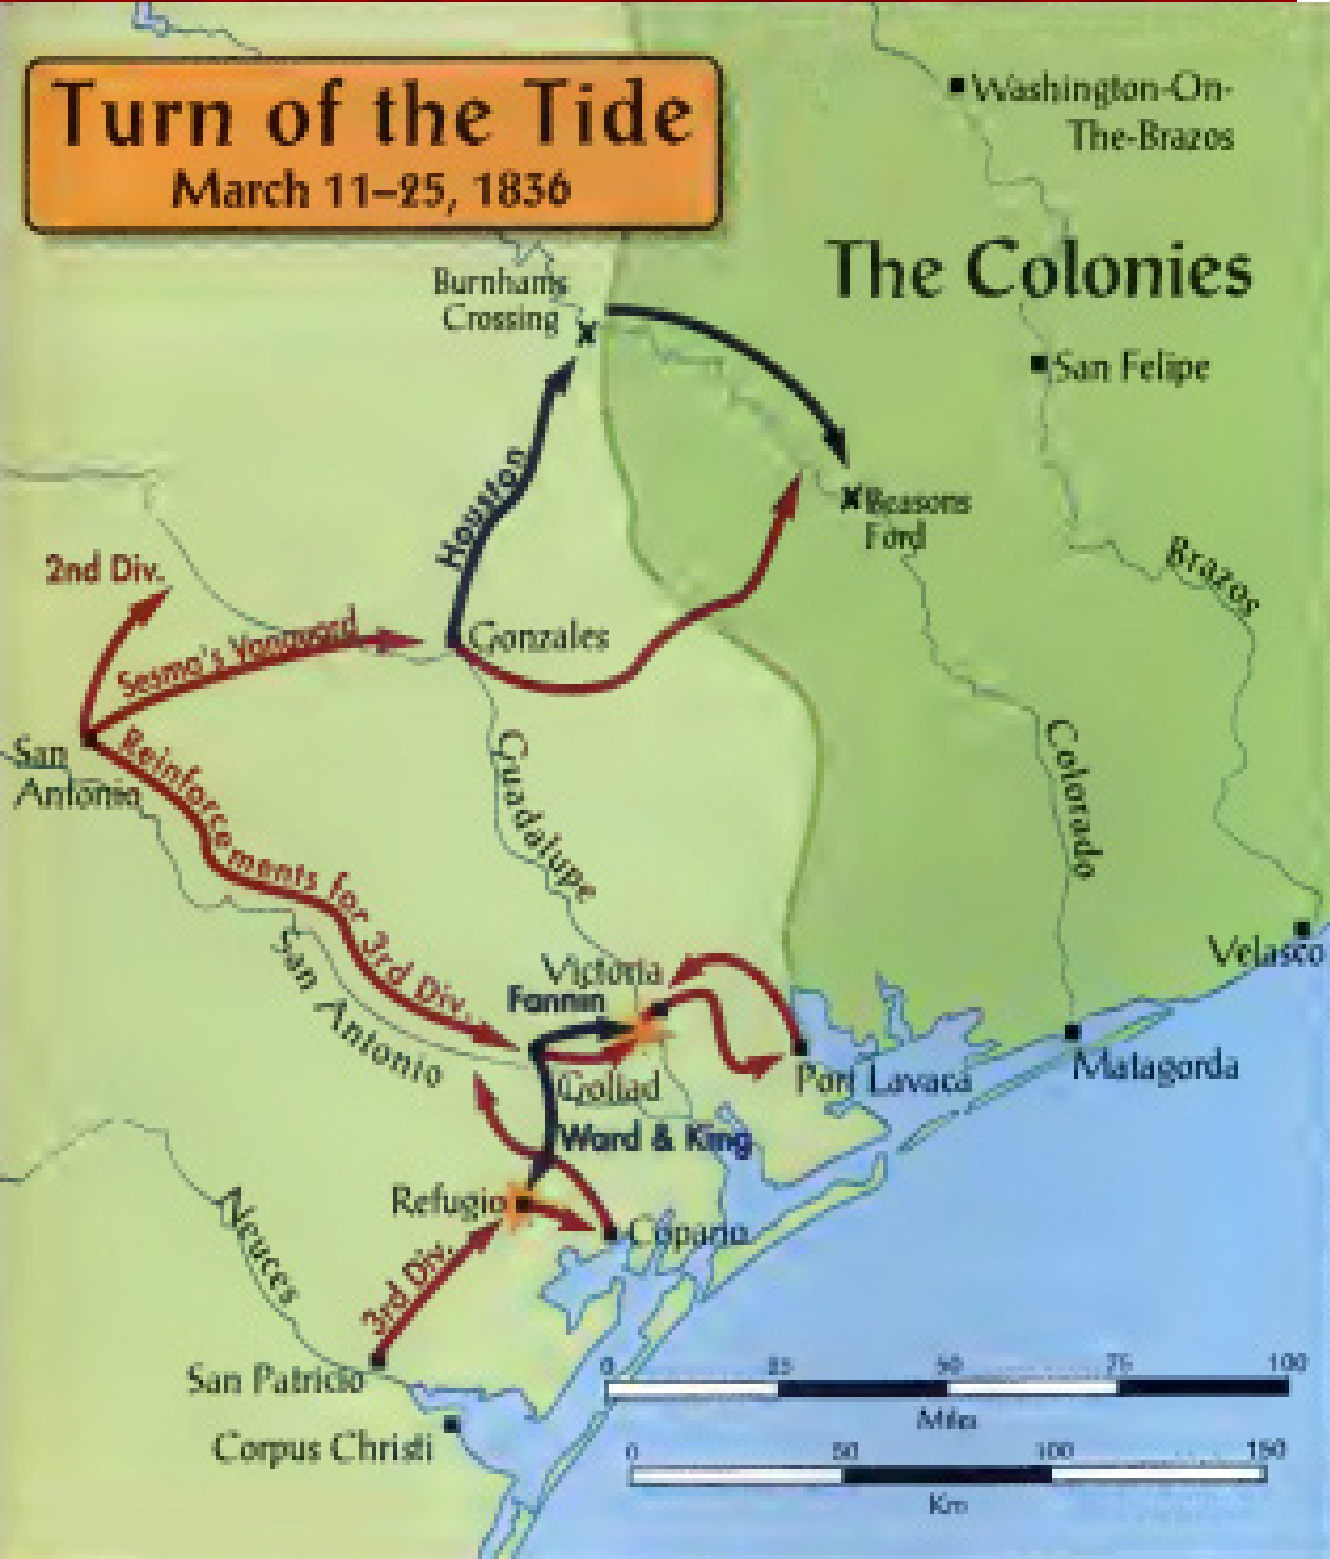 Turn of the Tide
March 11–25, 1836
Washington-On-
The-Brazos
The Colonies
Burnhams
Crossing
San Felipe
Houston
Beasons
Ford
Brazos
2nd Div.
Sesma's Vanguard
Gonzales
San
Antonio
Reinforcements for 3rd Div.
Guadalupe
Colorado
San Antonio
Victoria
Fannin
Velasco
Goliad
Port Lavaca
Matagorda
Ward & King
Refugio
Copano
Neuces
3rd Div.
San Patricio
Corpus Christi
0 25 50 75 100
Miles
0 50 100 150
Km